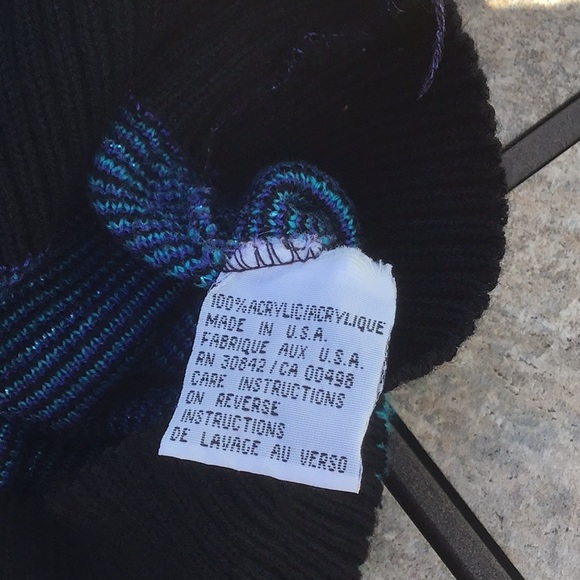 100%ACRYLIC/ACRYLIQUE
MADE IN U.S.A.
FABRIQUE AUX U.S.A.
RN 30842/CA 00498
CARE INSTRUCTIONS
ON REVERSE
INSTRUCTIONS
DE LAVAGE AU VERSO